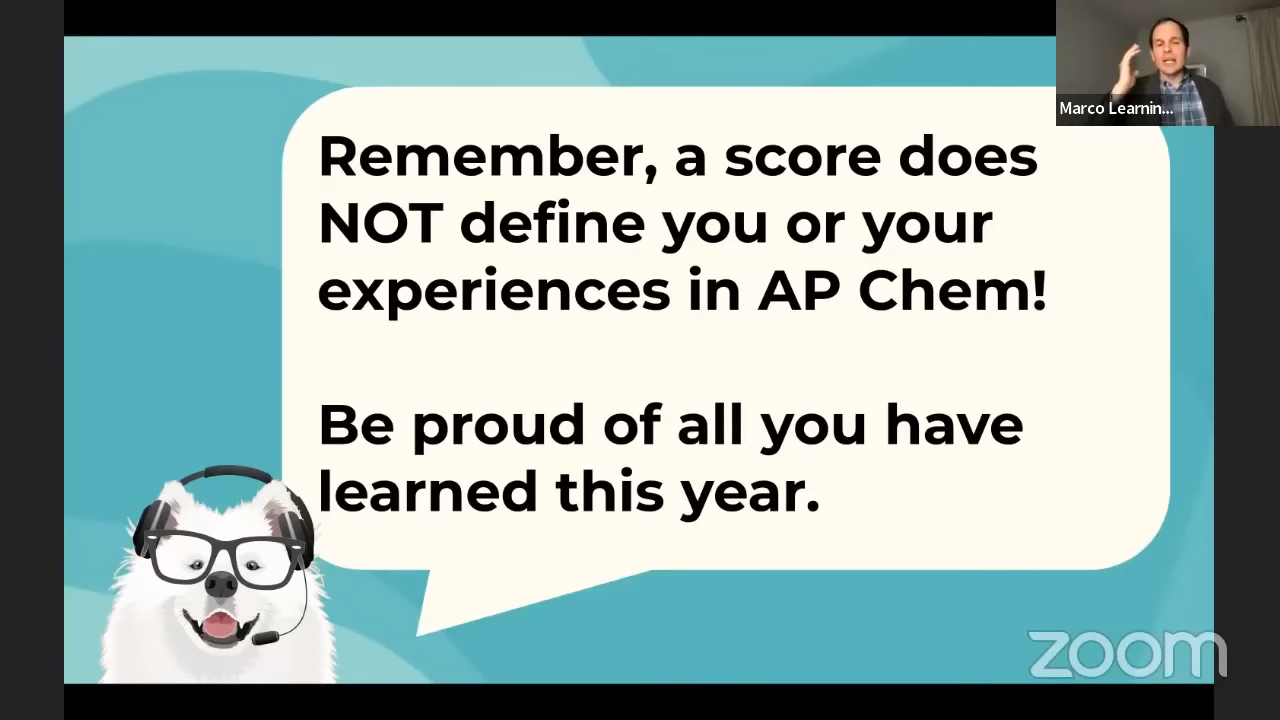 Marco Learnin...
Remember, a score does
NOT define you or your
experiences in AP Chem!
Be proud of all you have
learned this year.
zoom